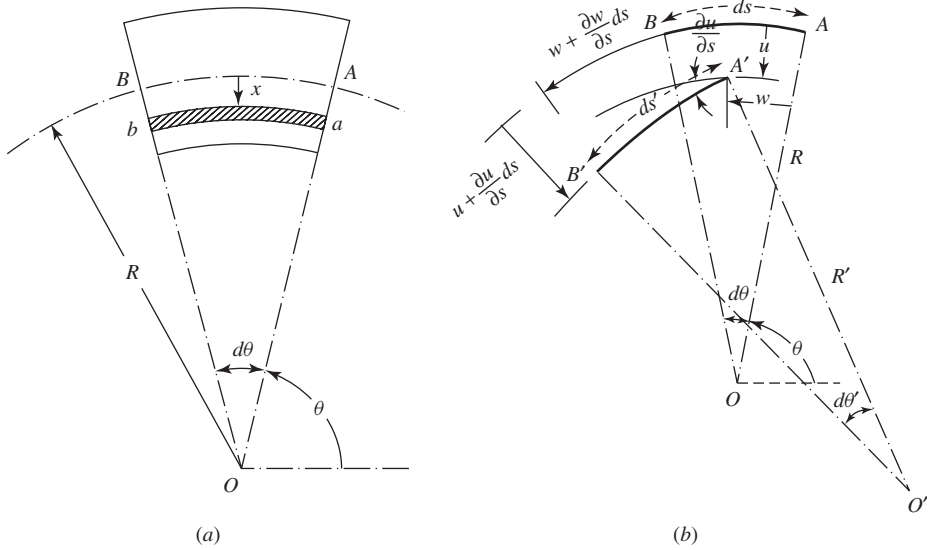 B
A
x
b
a
R
dθ
θ
O
(a)
w + ∂w/∂s ds
B
ds
A
∂u/∂s
u
A′
ds′
w
B′
R
u + ∂u/∂s ds
R′
dθ
θ
O
dθ′
O′
(b)